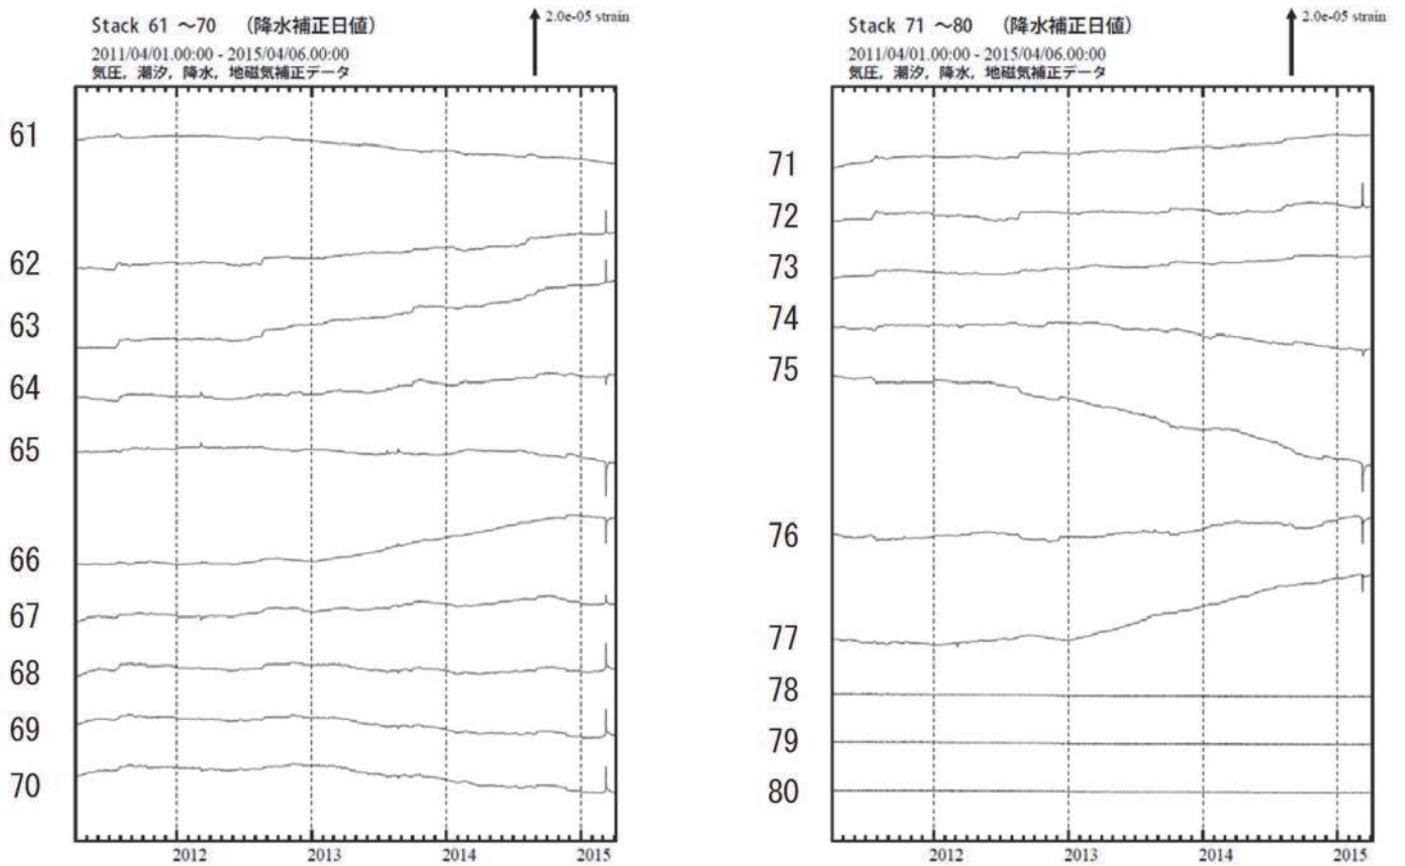 Stack 61 ~70 (降水補正日値)
2.0e-05 strain
2011/04/01.00:00 - 2015/04/06.00:00
気圧, 潮汐, 降水, 地磁気補正データ
61
62
63
64
65
66
67
68
69
70
2012 2013 2014 2015
Stack 71 ~80 (降水補正日値)
2.0e-05 strain
2011/04/01.00:00 - 2015/04/06.00:00
気圧, 潮汐, 降水, 地磁気補正データ
71
72
73
74
75
76
77
78
79
80
2012 2013 2014 2015